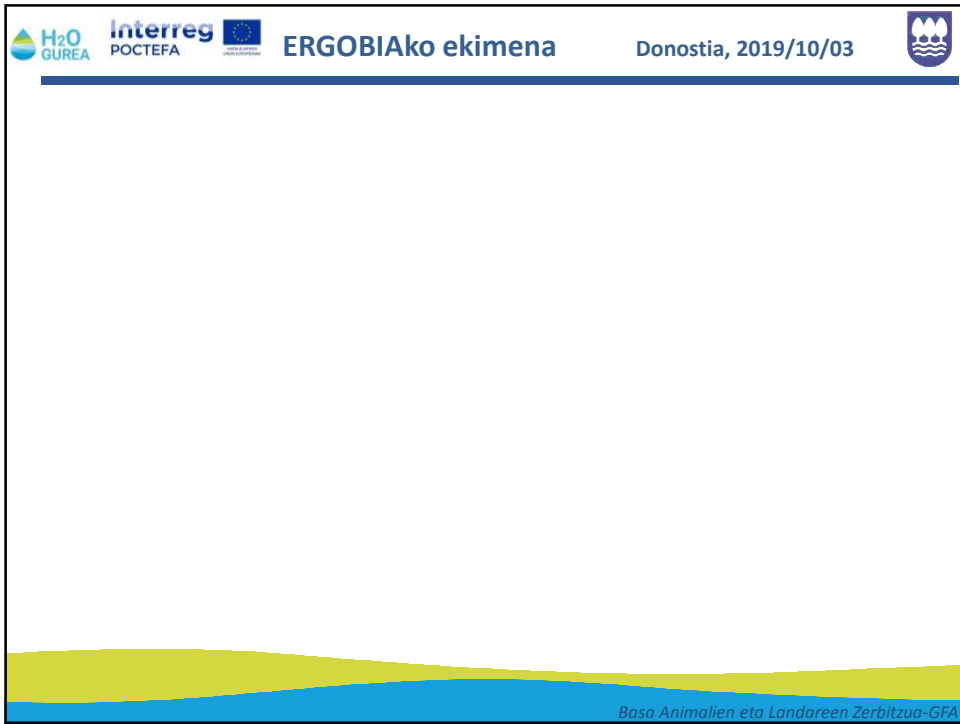 H2O
GUREA
Interreg
POCTEFA
ERGOBIAko ekimena
Donostia, 2019/10/03
Basa Animalien eta Landareen Zerbitzua-GFA